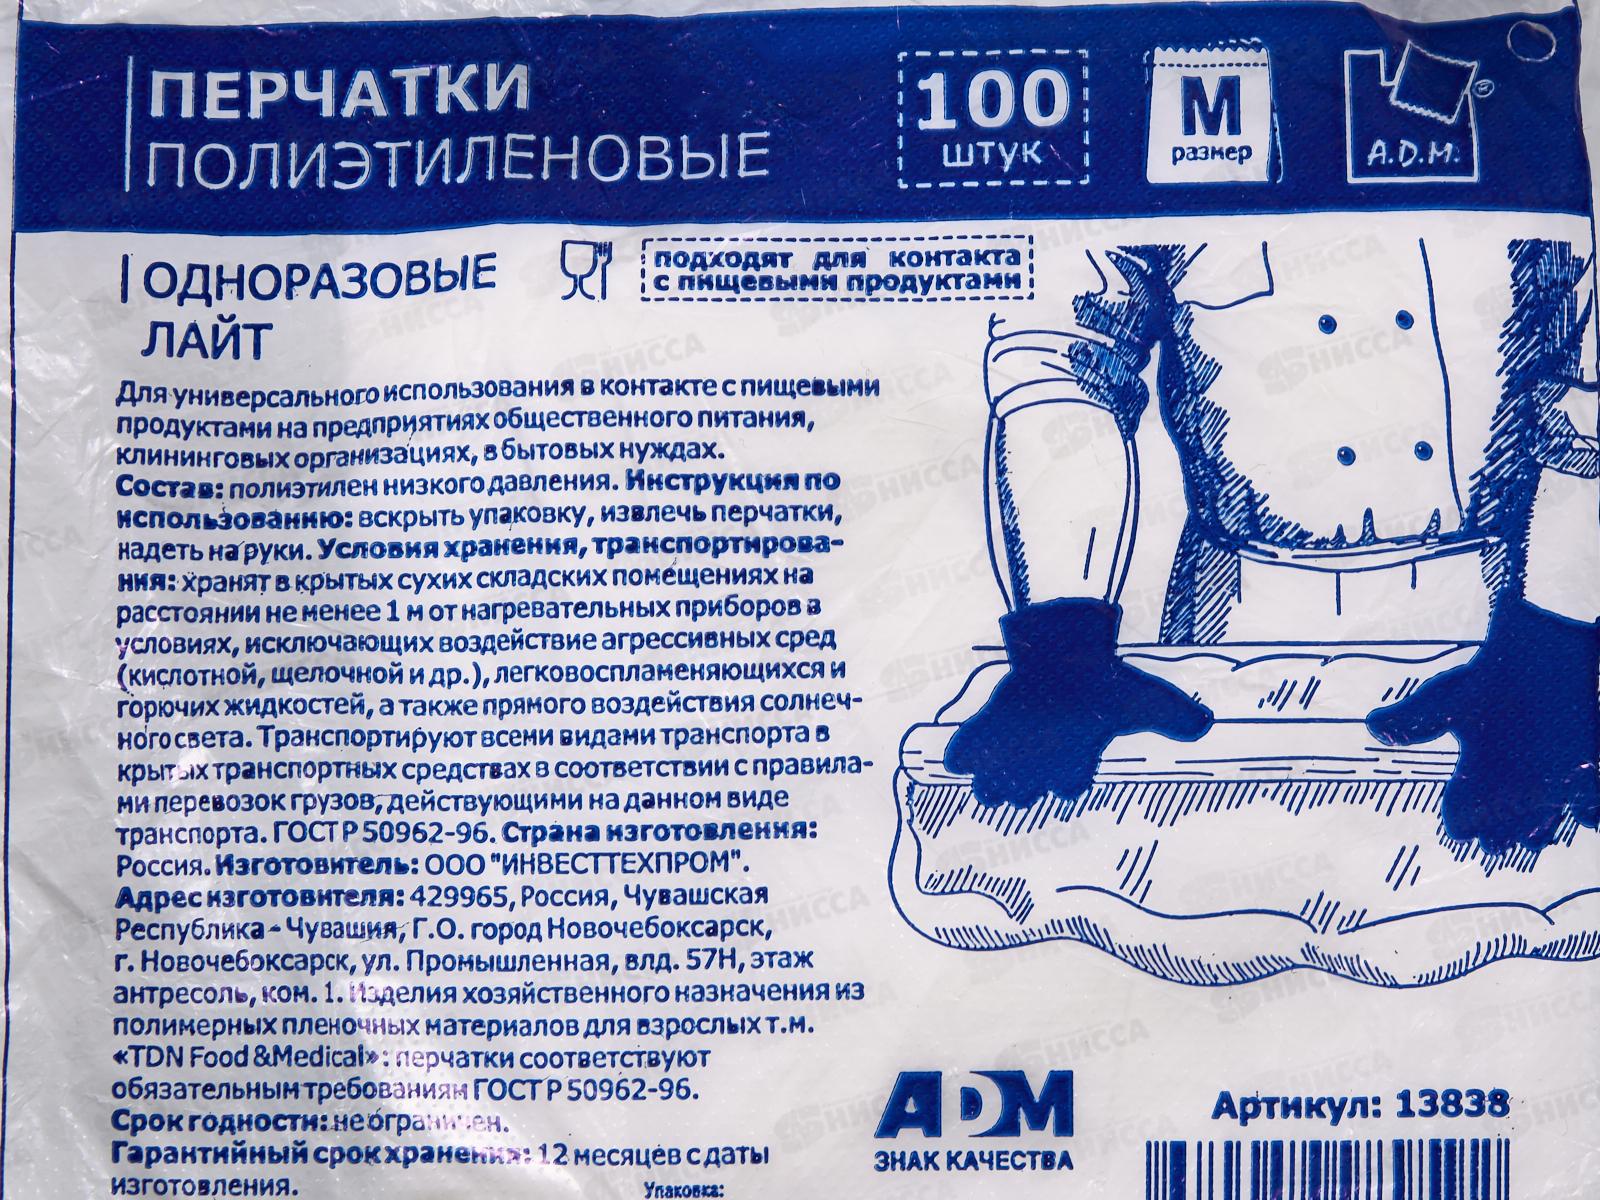 ПЕРЧАТКИ
ПОЛИЭТИЛЕНОВЫЕ
100
штук
M
размер
A.D.M.®
ОДНОРАЗОВЫЕ
ЛАЙТ
подходят для контакта
с пищевыми продуктами
Для универсального использования в контакте с пищевыми
продуктами на предприятиях общественного питания,
клининговых организациях, в бытовых нуждах.
Состав: полиэтилен низкого давления. Инструкция по
использованию: вскрыть упаковку, извлечь перчатки,
надеть на руки. Условия хранения, транспортирова-
ния: хранят в крытых сухих складских помещениях на
расстоянии не менее 1 м от нагревательных приборов в
условиях, исключающих воздействие агрессивных сред
(кислотной, щелочной и др.), легковоспламеняющихся и
горючих жидкостей, а также прямого воздействия солнеч-
ного света. Транспортируют всеми видами транспорта в
крытых транспортных средствах в соответствии с правила-
ми перевозок грузов, действующими на данном виде
транспорта. ГОСТ Р 50962-96. Страна изготовления:
Россия. Изготовитель: ООО "ИНВЕСТТЕХПРОМ".
Адрес изготовителя: 429965, Россия, Чувашская
Республика - Чувашия, Г.О. город Новочебоксарск,
г. Новочебоксарск, ул. Промышленная, влд. 57Н, этаж
антресоль, ком. 1. Изделия хозяйственного назначения из
полимерных пленочных материалов для взрослых т.м.
«TDN Food &Medical»: перчатки соответствуют
обязательным требованиям ГОСТ Р 50962-96.
Срок годности: не ограничен.
Гарантийный срок хранения: 12 месяцев с даты
изготовления.
Упаковка:
ADM
ЗНАК КАЧЕСТВА
Артикул: 13838